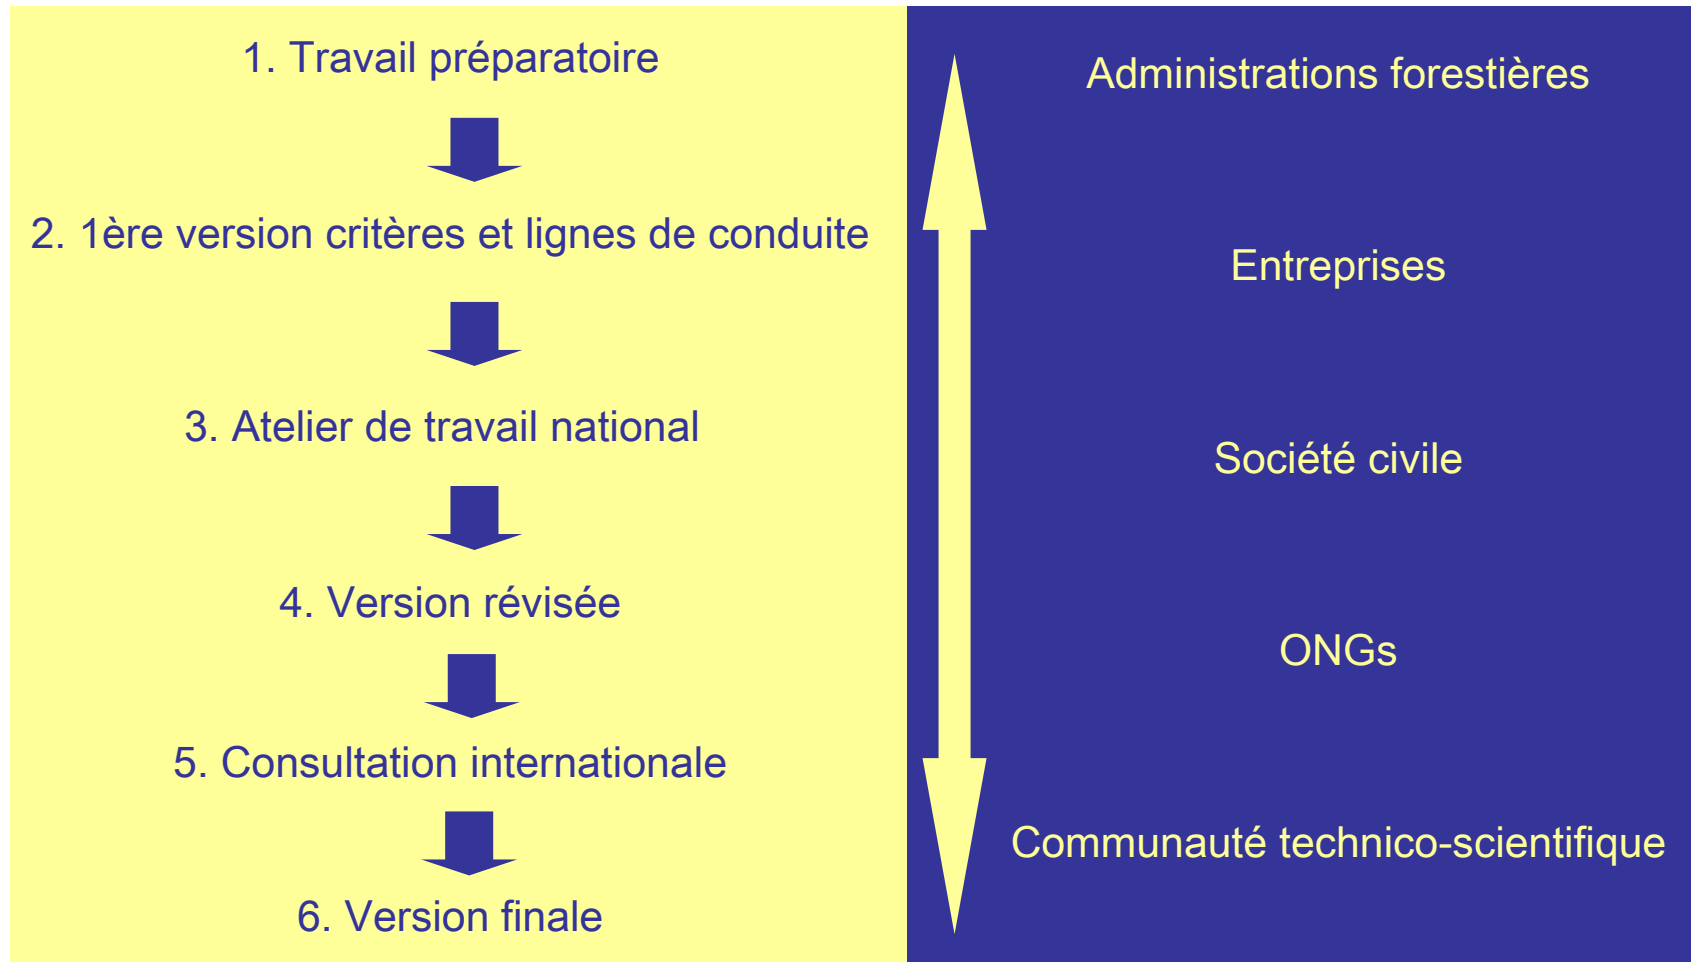 1. Travail préparatoire
2. 1ère version critères et lignes de conduite
3. Atelier de travail national
4. Version révisée
5. Consultation internationale
6. Version finale
Administrations forestières
Entreprises
Société civile
ONGs
Communauté technico-scientifique